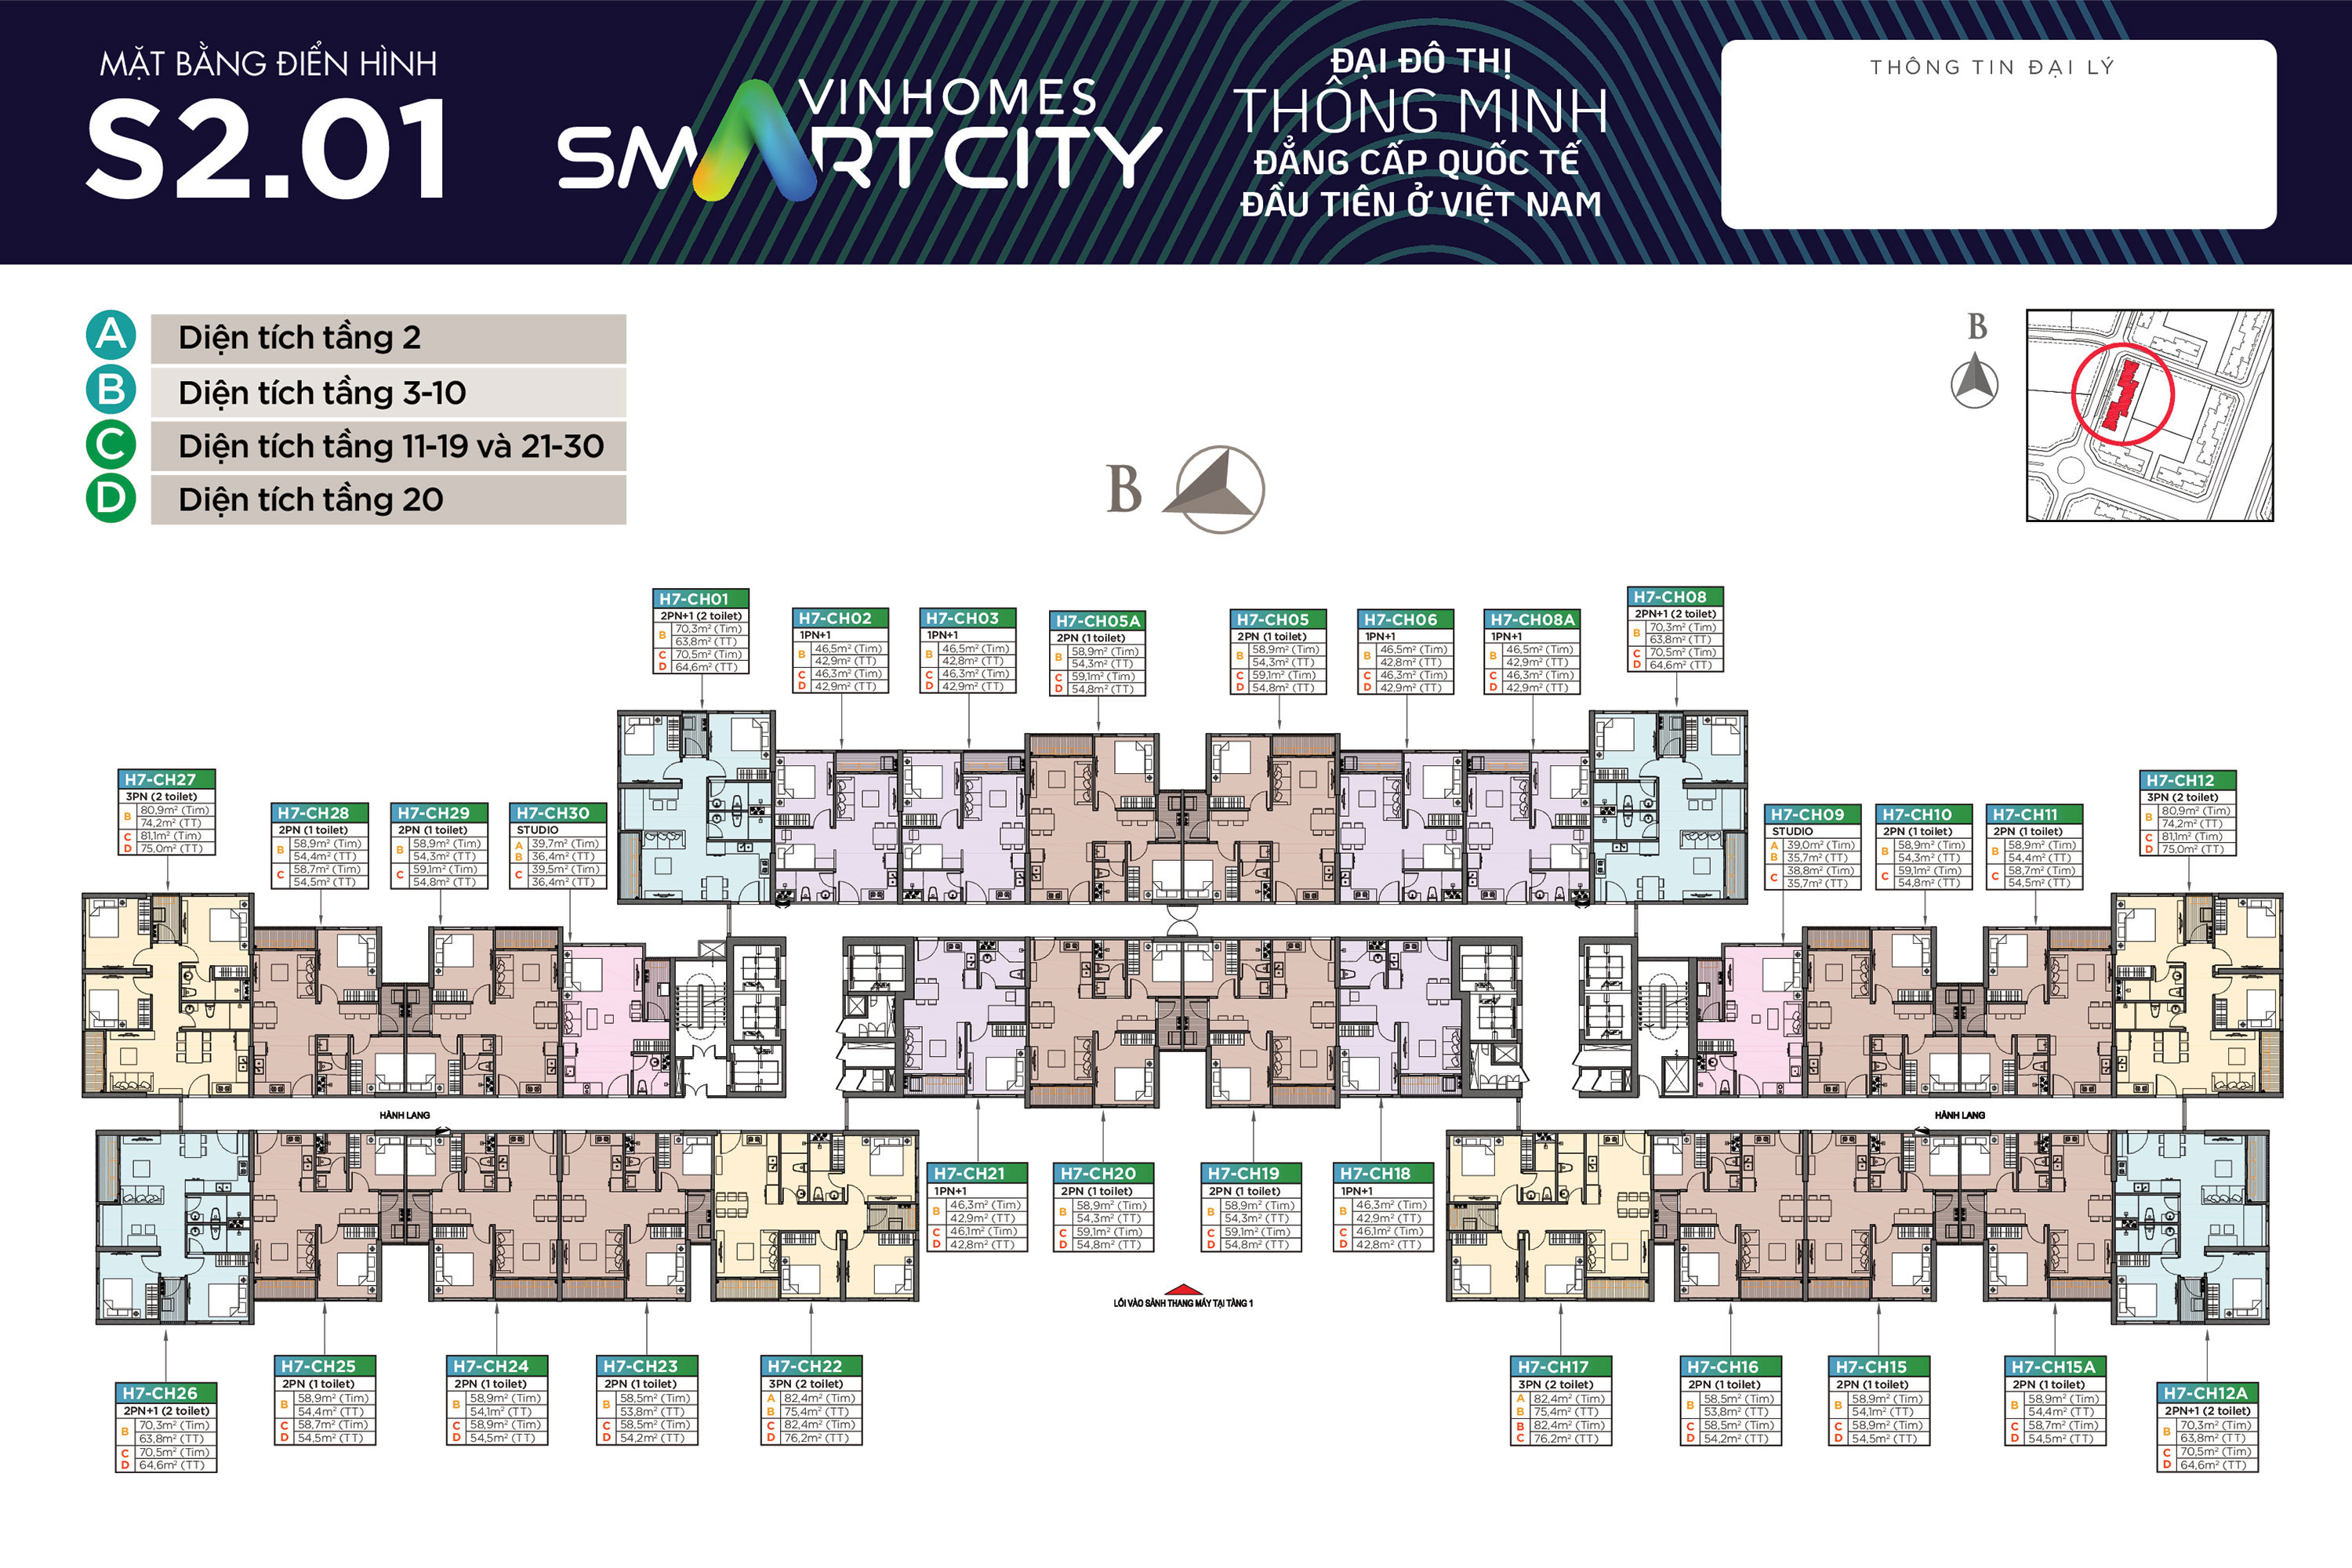 MẶT BẰNG ĐIỂN HÌNH
S2.01
VINHOMES
SMARTCITY
ĐẠI ĐÔ THỊ
THÔNG MINH
ĐẲNG CẤP QUỐC TẾ
ĐẦU TIÊN Ở VIỆT NAM
THÔNG TIN ĐẠI LÝ
A Diện tích tầng 2
B Diện tích tầng 3-10
C Diện tích tầng 11-19 và 21-30
D Diện tích tầng 20
B
B
H7-CH01
2PN+1 (2 toilet)
B 70,3m² (Tim)
63,8m² (TT)
C 70,5m² (Tim)
D 64,6m² (TT)
H7-CH02
1PN+1
B 46,5m² (Tim)
42,9m² (TT)
C 46,3m² (Tim)
D 42,9m² (TT)
H7-CH03
1PN+1
B 46,5m² (Tim)
42,8m² (TT)
C 46,3m² (Tim)
D 42,9m² (TT)
H7-CH05A
2PN (1 toilet)
B 58,9m² (Tim)
54,3m² (TT)
C 59,1m² (Tim)
D 54,8m² (TT)
H7-CH05
2PN (1 toilet)
B 58,9m² (Tim)
54,3m² (TT)
C 59,1m² (Tim)
D 54,8m² (TT)
H7-CH06
1PN+1
B 46,5m² (Tim)
42,8m² (TT)
C 46,3m² (Tim)
D 42,9m² (TT)
H7-CH08A
1PN+1
B 46,5m² (Tim)
42,9m² (TT)
C 46,3m² (Tim)
D 42,9m² (TT)
H7-CH08
2PN+1 (2 toilet)
B 70,3m² (Tim)
63,8m² (TT)
C 70,5m² (Tim)
D 64,6m² (TT)
H7-CH27
3PN (2 toilet)
B 80,9m² (Tim)
74,2m² (TT)
C 81,1m² (Tim)
D 75,0m² (TT)
H7-CH28
2PN (1 toilet)
B 58,9m² (Tim)
54,4m² (TT)
C 58,7m² (Tim)
54,5m² (TT)
H7-CH29
2PN (1 toilet)
B 58,9m² (Tim)
54,3m² (TT)
C 59,1m² (Tim)
54,8m² (TT)
H7-CH30
STUDIO
A 39,7m² (Tim)
B 36,4m² (TT)
C 39,5m² (Tim)
36,4m² (TT)
H7-CH09
STUDIO
A 39,0m² (Tim)
B 35,7m² (TT)
C 38,8m² (Tim)
35,7m² (TT)
H7-CH10
2PN (1 toilet)
B 58,9m² (Tim)
54,3m² (TT)
C 59,1m² (Tim)
54,8m² (TT)
H7-CH11
2PN (1 toilet)
B 58,9m² (Tim)
54,4m² (TT)
C 58,7m² (Tim)
54,5m² (TT)
H7-CH12
3PN (2 toilet)
B 80,9m² (Tim)
74,2m² (TT)
C 81,1m² (Tim)
D 75,0m² (TT)
HÀNH LANG
HÀNH LANG
H7-CH21
1PN+1
B 46,3m² (Tim)
42,9m² (TT)
C 46,1m² (Tim)
D 42,8m² (TT)
H7-CH20
2PN (1 toilet)
B 58,9m² (Tim)
54,3m² (TT)
C 59,1m² (Tim)
D 54,8m² (TT)
H7-CH19
2PN (1 toilet)
B 58,9m² (Tim)
54,3m² (TT)
C 59,1m² (Tim)
D 54,8m² (TT)
H7-CH18
1PN+1
B 46,3m² (Tim)
42,9m² (TT)
C 46,1m² (Tim)
D 42,8m² (TT)
LỐI VÀO SẢNH THANG MÁY TẠI TẦNG 1
H7-CH26
2PN+1 (2 toilet)
B 70,3m² (Tim)
63,8m² (TT)
C 70,5m² (Tim)
D 64,6m² (TT)
H7-CH25
2PN (1 toilet)
B 58,9m² (Tim)
54,4m² (TT)
C 58,7m² (Tim)
D 54,5m² (TT)
H7-CH24
2PN (1 toilet)
B 58,9m² (Tim)
54,1m² (TT)
C 58,9m² (Tim)
D 54,5m² (TT)
H7-CH23
2PN (1 toilet)
B 58,5m² (Tim)
53,8m² (TT)
C 58,5m² (Tim)
D 54,2m² (TT)
H7-CH22
3PN (2 toilet)
A 82,4m² (Tim)
B 75,4m² (TT)
C 82,4m² (Tim)
D 76,2m² (TT)
H7-CH17
3PN (2 toilet)
A 82,4m² (Tim)
B 75,4m² (TT)
B 82,4m² (Tim)
C 76,2m² (TT)
H7-CH16
2PN (1 toilet)
B 58,5m² (Tim)
53,8m² (TT)
C 58,5m² (Tim)
D 54,2m² (TT)
H7-CH15
2PN (1 toilet)
B 58,9m² (Tim)
54,1m² (TT)
C 58,9m² (Tim)
D 54,5m² (TT)
H7-CH15A
2PN (1 toilet)
B 58,9m² (Tim)
54,4m² (TT)
C 58,7m² (Tim)
D 54,5m² (TT)
H7-CH12A
2PN+1 (2 toilet)
B 70,3m² (Tim)
63,8m² (TT)
C 70,5m² (Tim)
D 64,6m² (TT)